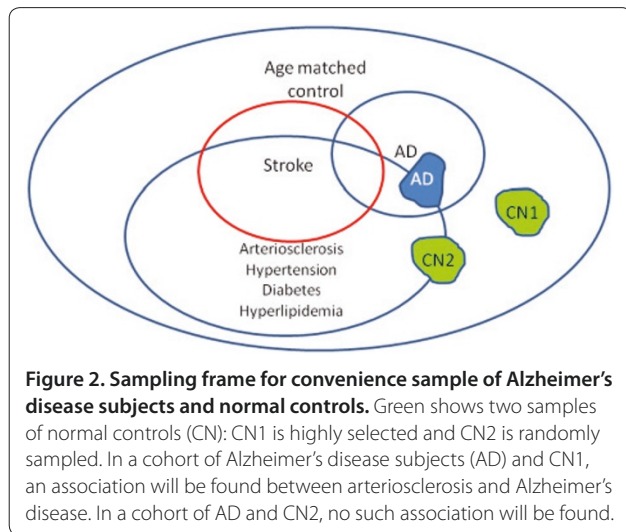 Age matched
control
Stroke
AD
AD
CN1
CN2
Arteriosclerosis
Hypertension
Diabetes
Hyperlipidemia
Figure 2. Sampling frame for convenience sample of Alzheimer's
disease subjects and normal controls. Green shows two samples
of normal controls (CN): CN1 is highly selected and CN2 is randomly
sampled. In a cohort of Alzheimer's disease subjects (AD) and CN1,
an association will be found between arteriosclerosis and Alzheimer's
disease. In a cohort of AD and CN2, no such association will be found.